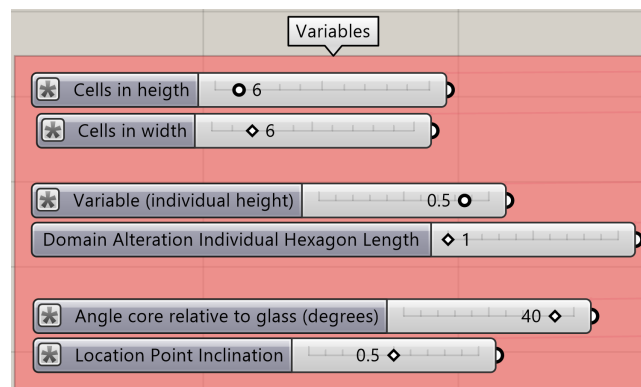 Variables
Cells in heigth 6
Cells in width 6
Variable (individual height) 0.5
Domain Alteration Individual Hexagon Length 1
Angle core relative to glass (degrees) 40
Location Point Inclination 0.5